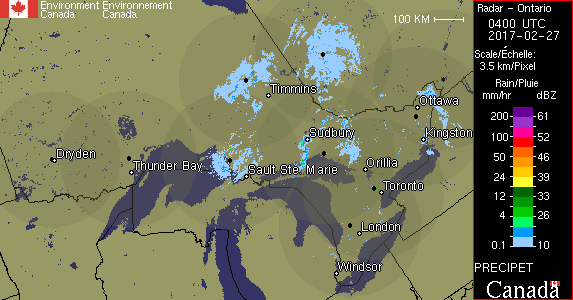 Environment Environnement
Canada Canada
100 KM
Radar - Ontario
0400 UTC
2017-02-27
Scale/Échelle:
3.5 km/Pixel
Rain/Pluie
mm/hr dBZ
200 61
100 52
50 46
24 39
12 33
4 26
0.1 10
PRECIPET
Canada
Timmins
Ottawa
Sudbury
Kingston
Dryden
Thunder Bay
Sault Ste. Marie
Orillia
Toronto
London
Windsor